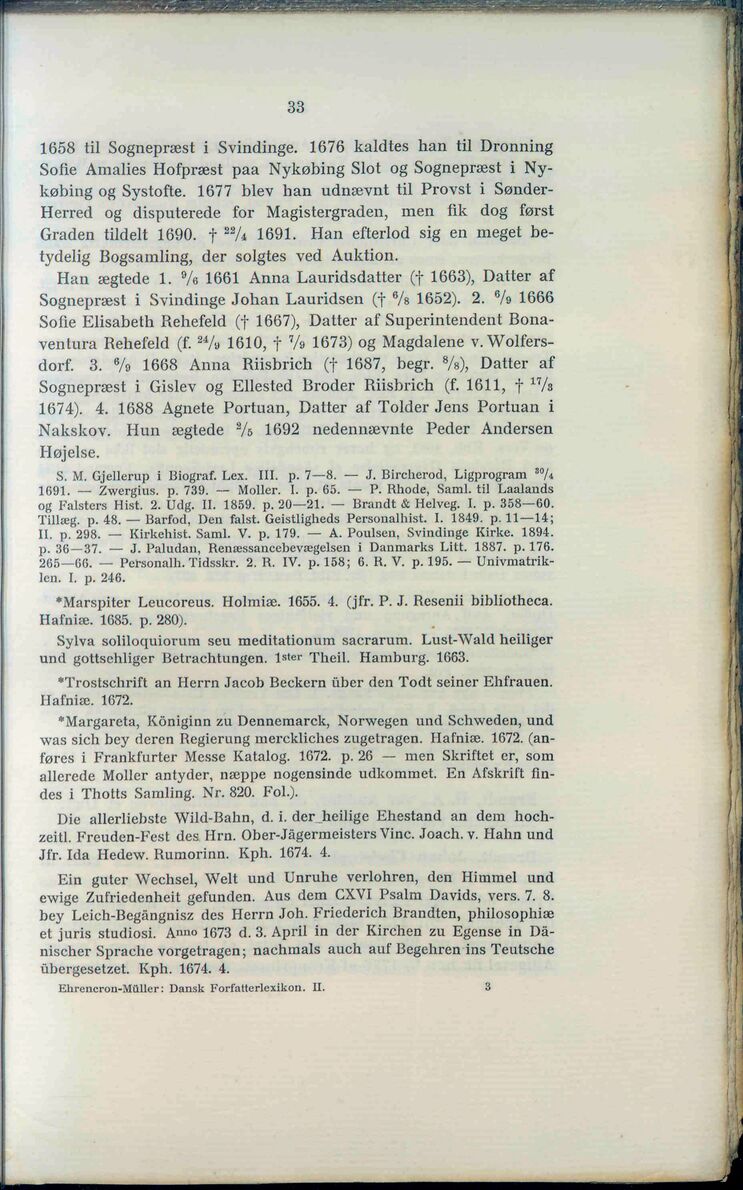 33
1658 til Sognepræst i Svindinge. 1676 kaldtes han til Dronning
Sofie Amalies Hofpræst paa Nykøbing Slot og Sognepræst i Ny-
købing og Systofte. 1677 blev han udnævnt til Provst i Sønder-
Herred og disputerede for Magistergraden, men fik dog først
Graden tildelt 1690. † ²²/₄ 1691. Han efterlod sig en meget be-
tydelig Bogsamling, der solgtes ved Auktion.
Han ægtede 1. ⁹/₆ 1661 Anna Lauridsdatter († 1663), Datter af
Sognepræst i Svindinge Johan Lauridsen († ⁶/₈ 1652). 2. ⁶/₉ 1666
Sofie Elisabeth Rehefeld († 1667), Datter af Superintendent Bona-
ventura Rehefeld (f. ²⁴/₉ 1610, † ⁷/₉ 1673) og Magdalene v. Wolfers-
dorf. 3. ⁶/₉ 1668 Anna Riisbrich († 1687, begr. ⁸/₈), Datter af
Sognepræst i Gislev og Ellested Broder Riisbrich (f. 1611, † ¹⁷/₃
1674). 4. 1688 Agnete Portuan, Datter af Tolder Jens Portuan i
Nakskov. Hun ægtede ²/₅ 1692 nedennævnte Peder Andersen
Højelse.
S. M. Gjellerup i Biograf. Lex. III. p. 7—8. — J. Bircherod, Ligprogram ³⁰/₄
1691. — Zwergius. p. 739. — Moller. I. p. 65. — P. Rhode, Saml. til Laalands
og Falsters Hist. 2. Udg. II. 1859. p. 20—21. — Brandt & Helveg. I. p. 358—60.
Tillæg. p. 48. — Barfod, Den falst. Geistligheds Personalhist. I. 1849. p. 11—14;
II. p. 298. — Kirkehist. Saml. V. p. 179. — A. Poulsen, Svindinge Kirke. 1894.
p. 36—37. — J. Paludan, Renæssancebevægelsen i Danmarks Litt. 1887. p. 176.
265—66. — Personalh. Tidsskr. 2. R. IV. p. 158; 6. R. V. p. 195. — Univmatrik-
len. I. p. 246.
*Marspiter Leucoreus. Holmiæ. 1655. 4. (jfr. P. J. Resenii bibliotheca.
Hafniæ. 1685. p. 280).
Sylva soliloquiorum seu meditationum sacrarum. Lust-Wald heiliger
und gottsehliger Betrachtungen. 1ster Theil. Hamburg. 1663.
*Trostschrift an Herrn Jacob Beckern über den Todt seiner Ehfrauen.
Hafniæ. 1672.
*Margareta, Königinn zu Dennemarck, Norwegen und Schweden, und
was sich bey deren Regierung merckliches zugetragen. Hafniæ. 1672. (an-
føres i Frankfurter Messe Katalog. 1672. p. 26 — men Skriftet er, som
allerede Moller antyder, næppe nogensinde udkommet. En Afskrift fin-
des i Thotts Samling. Nr. 820. Fol.).
Die allerliebste Wild-Bahn, d. i. der heilige Ehestand an dem hoch-
zeitl. Freuden-Fest des Hrn. Ober-Jägermeisters Vinc. Joach. v. Hahn und
Jfr. Ida Hedew. Rumorinn. Kph. 1674. 4.
Ein guter Wechsel, Welt und Unruhe verlohren, den Himmel und
ewige Zufriedenheit gefunden. Aus dem CXVI Psalm Davids, vers. 7. 8.
bey Leich-Begängnisz des Herrn Joh. Friederich Brandten, philosophiæ
et juris studiosi. Anno 1673 d. 3. April in der Kirchen zu Egense in Dä-
nischer Sprache vorgetragen; nachmals auch auf Begehren ins Teutsche
übergesetzet. Kph. 1674. 4.
Ehrencron-Müller: Dansk Forfatterlexikon. II. 3